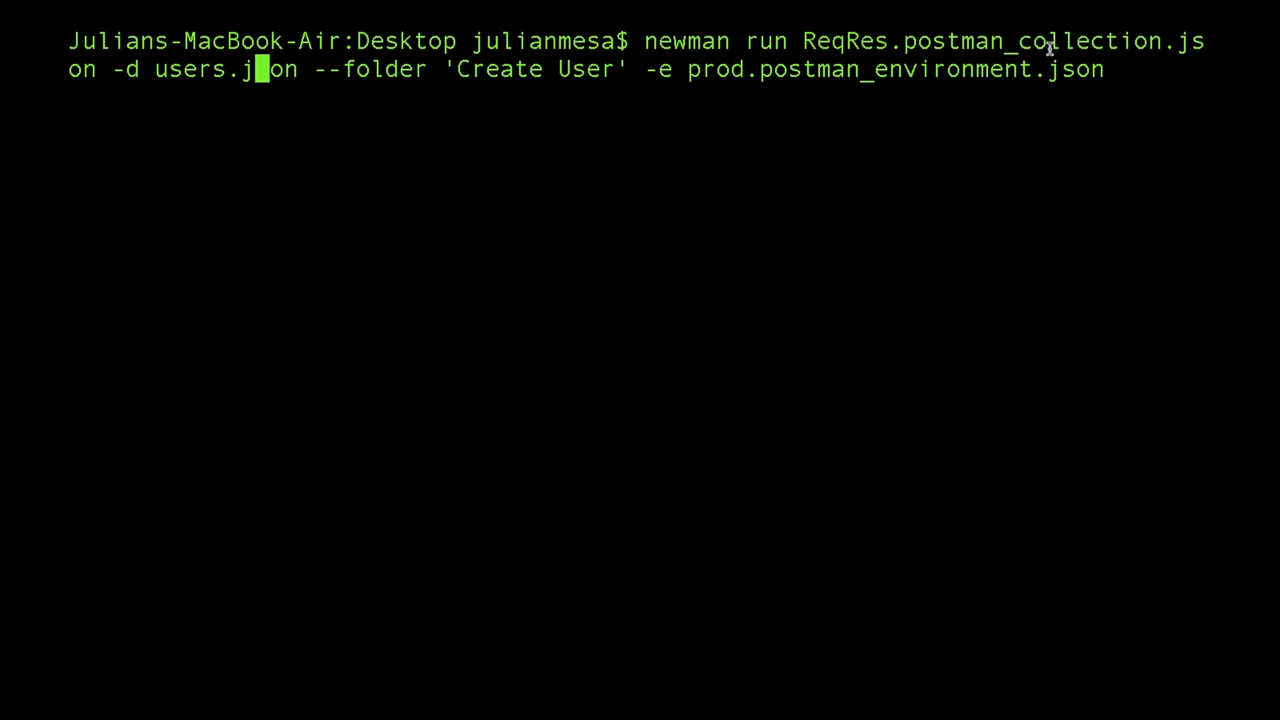 Julians-MacBook-Air:Desktop julianmesa$ newman run ReqRes.postman_collection.js
on -d users.json --folder 'Create User' -e prod.postman_environment.json